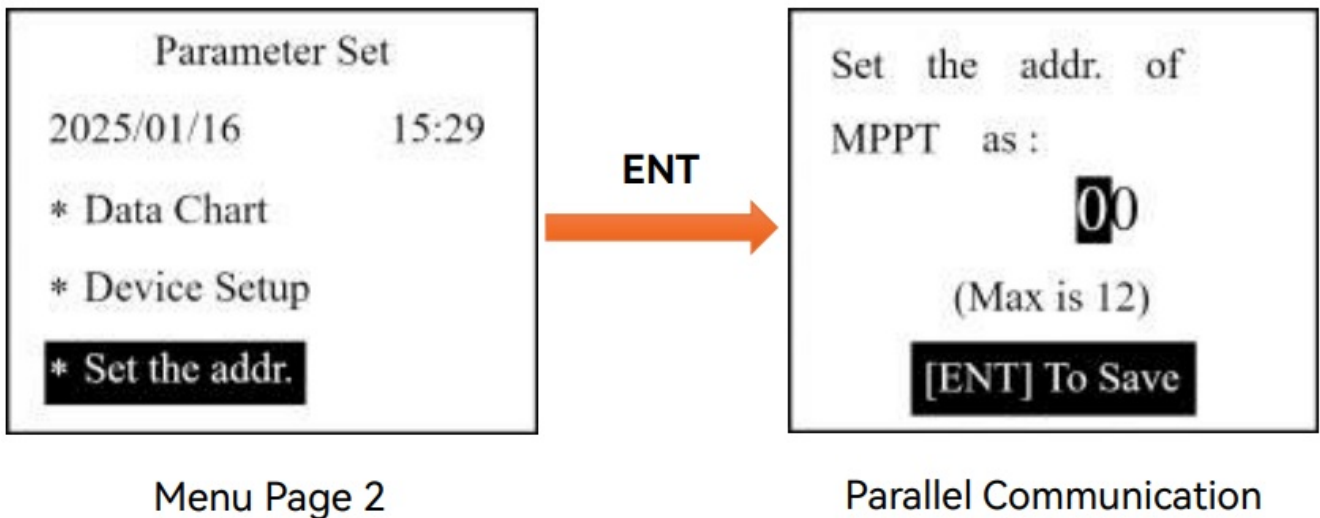 Parameter Set
2025/01/16 15:29
* Data Chart
* Device Setup
* Set the addr.
Menu Page 2
ENT
Set the addr. of
MPPT as :
00
(Max is 12)
[ENT] To Save
Parallel Communication